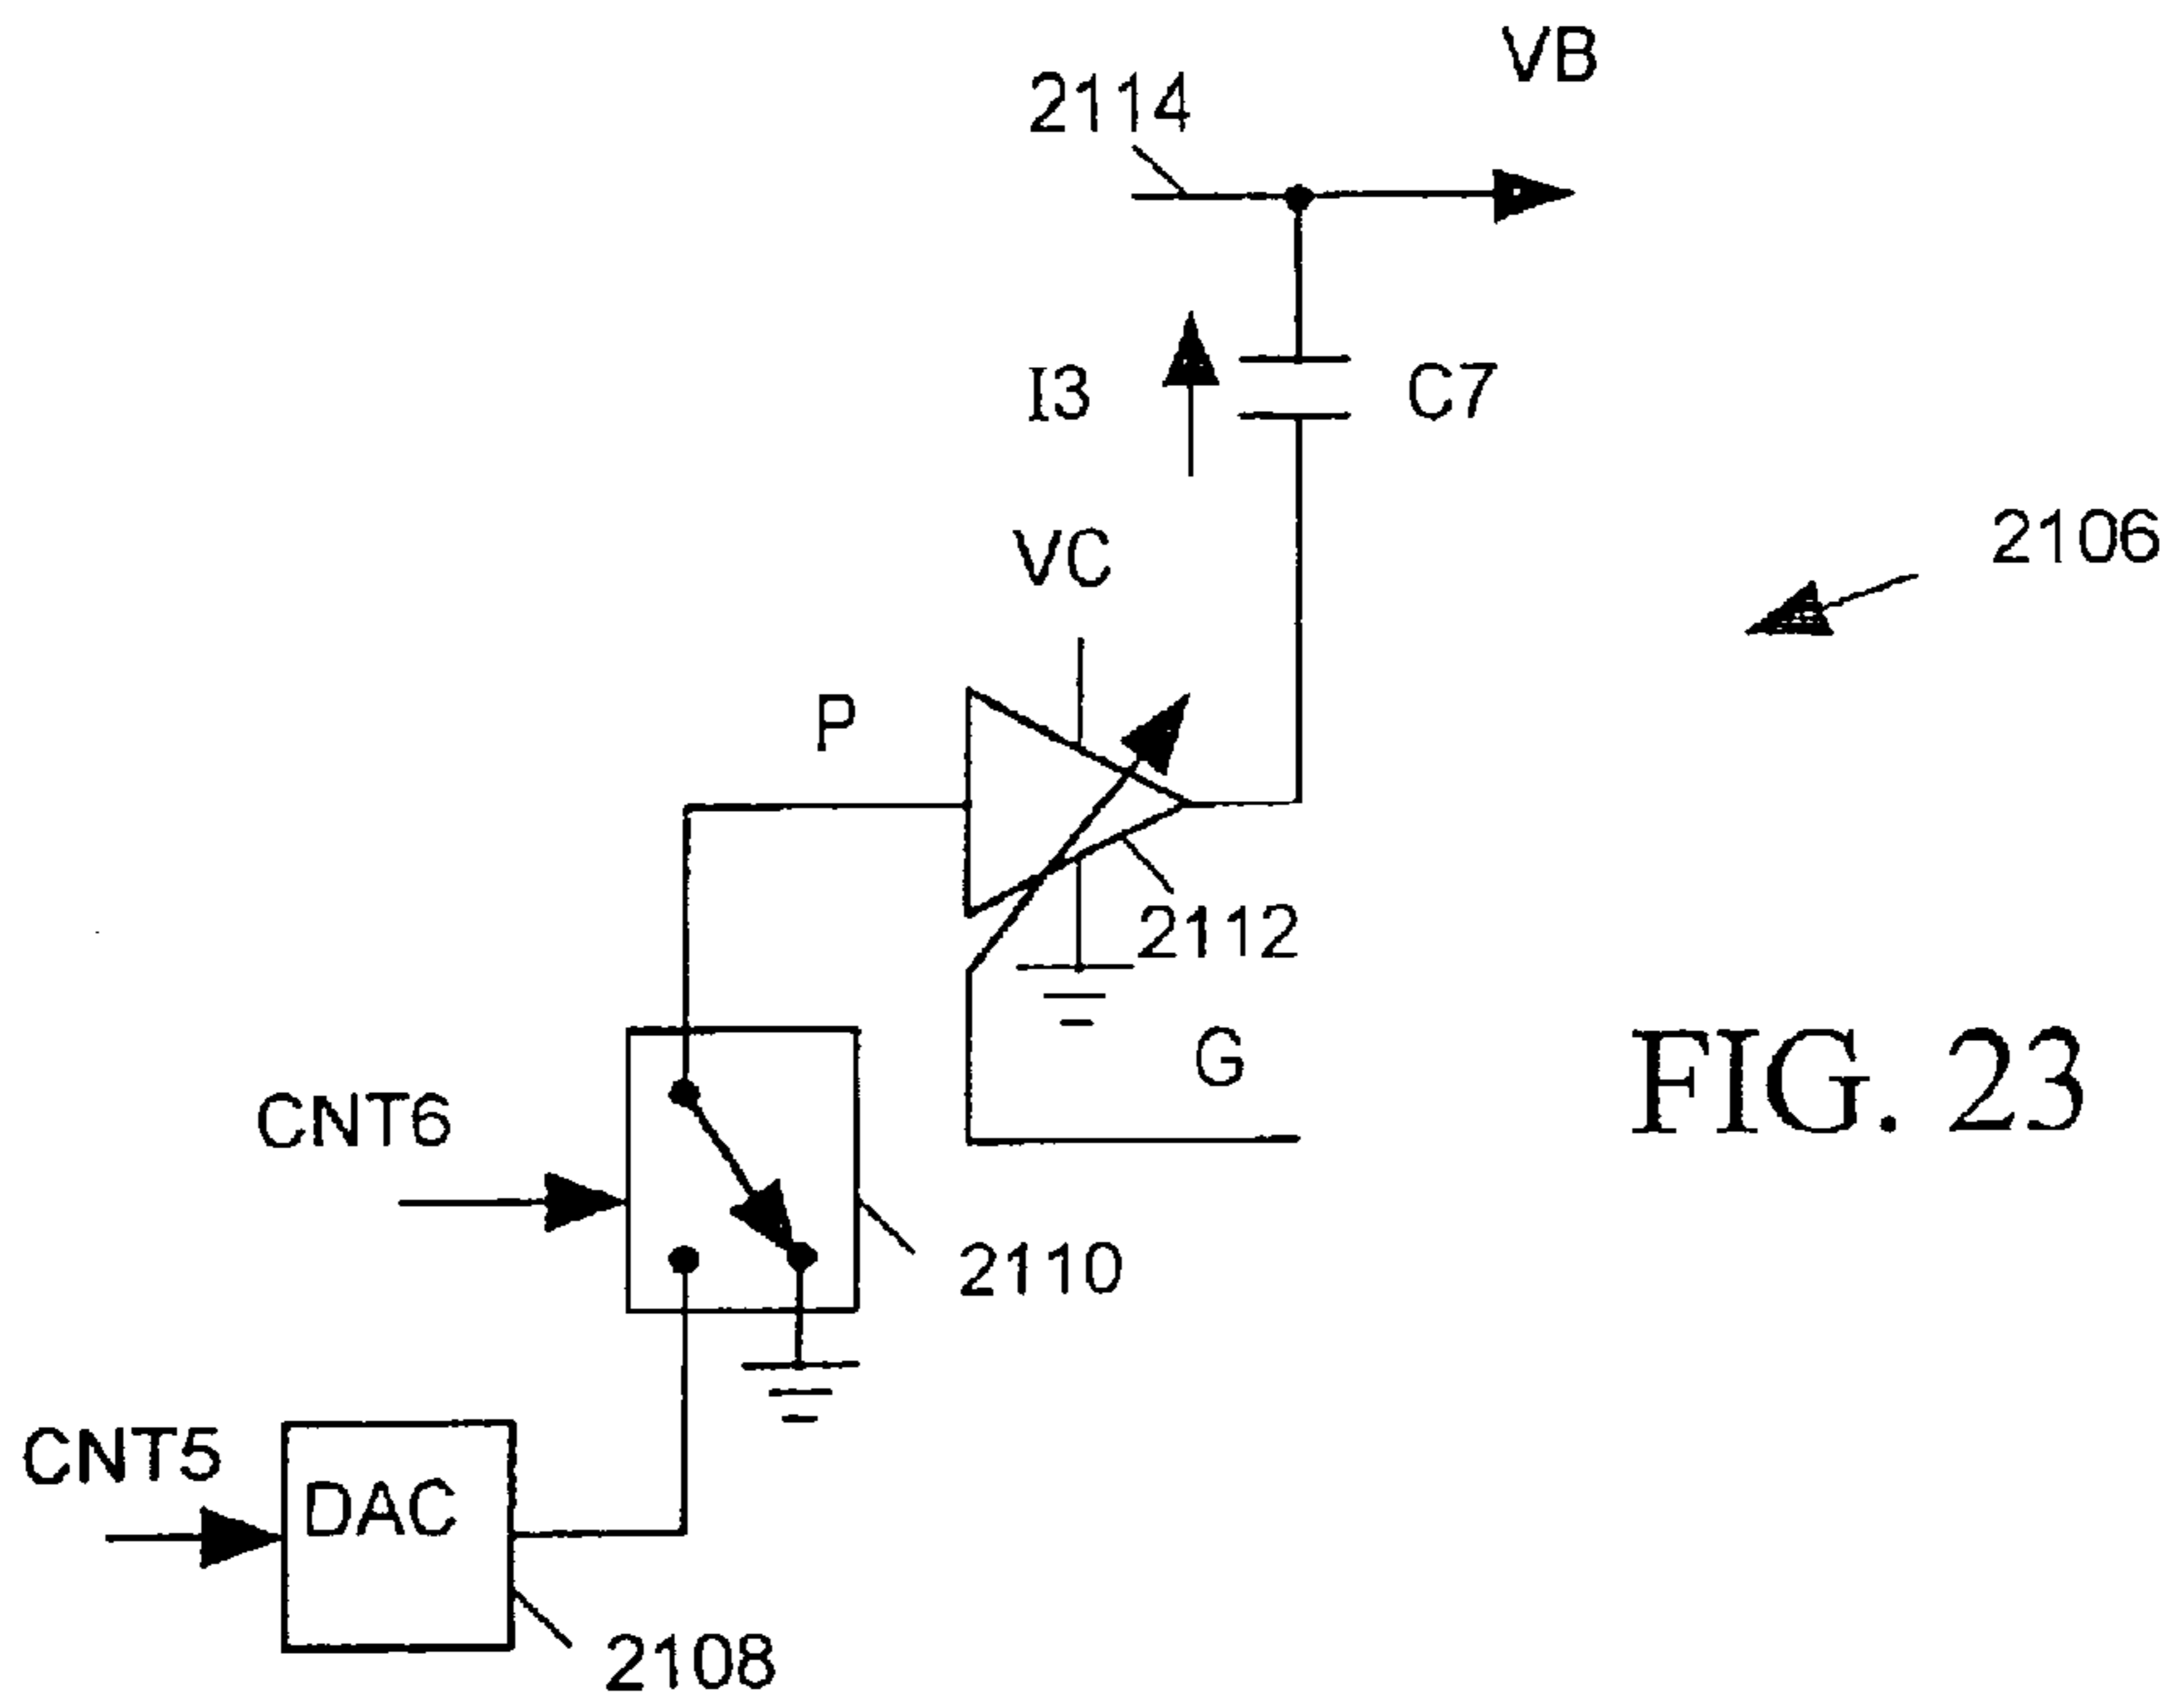 VB
2114
I3
C7
VC
2106
P
2112
G
FIG. 23
CNT6
2110
CNT5
DAC
2108